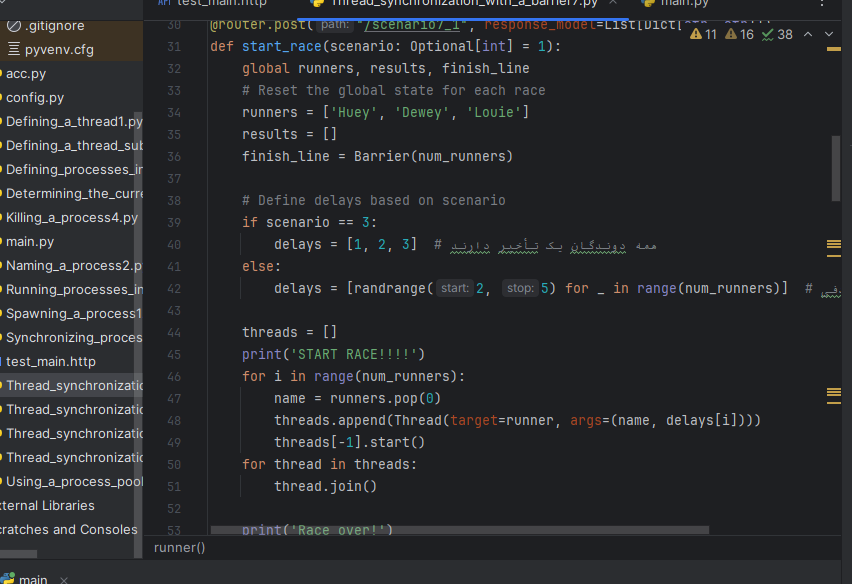 test_main.http
Thread_synchronization_with_a_barrier7.py
main.py
.gitignore
pyvenv.cfg
acc.py
config.py
Defining_a_thread1.py
Defining_a_thread_sub
Defining_processes_in
Determining_the_curre
Killing_a_process4.py
main.py
Naming_a_process2.p
Running_processes_in
Spawning_a_process1
Synchronizing_proces
test_main.http
Thread_synchronizatio
Thread_synchronizatio
Thread_synchronizatio
Thread_synchronizatio
Using_a_process_pool
ternal Libraries
cratches and Consoles
11 16 38
30 @router.post( path: "/scenario7_1", response_model=List[Dict[
31 def start_race(scenario: Optional[int] = 1):
32 global runners, results, finish_line
33 # Reset the global state for each race
34 runners = ['Huey', 'Dewey', 'Louie']
35 results = []
36 finish_line = Barrier(num_runners)
37
38 # Define delays based on scenario
39 if scenario == 3:
40 delays = [1, 2, 3] # همه دوندگان یک تأخیر دارند
41 else:
42 delays = [randrange( start: 2, stop: 5) for _ in range(num_runners)] #
43
44 threads = []
45 print('START RACE!!!!')
46 for i in range(num_runners):
47 name = runners.pop(0)
48 threads.append(Thread(target=runner, args=(name, delays[i])))
49 threads[-1].start()
50 for thread in threads:
51 thread.join()
52
53 print('Race over!')
runner()
main